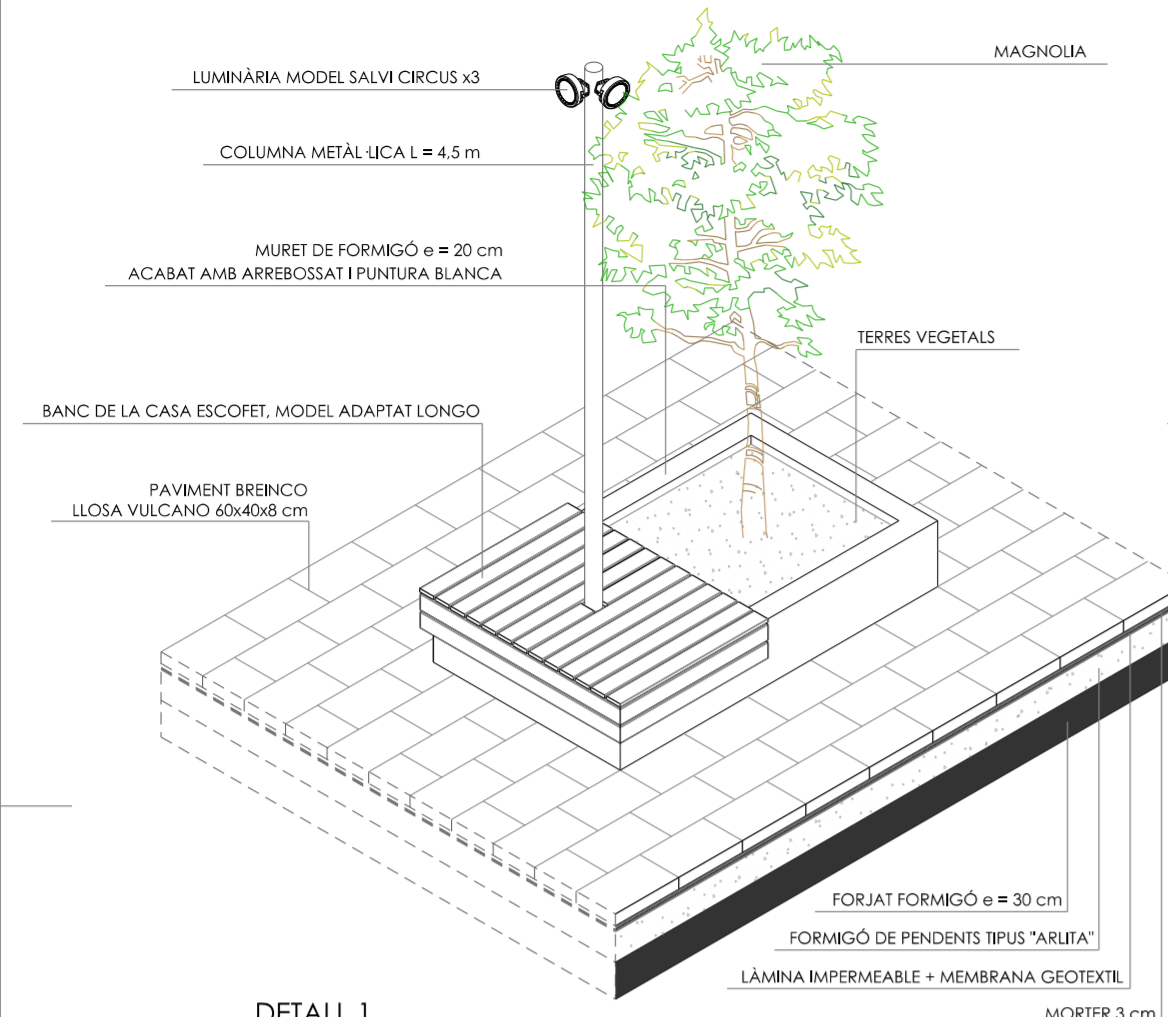 LUMINÀRIA MODEL SALVI CIRCUS x3
MAGNOLIA
COLUMNA METÀL·LICA L = 4,5 m
MURET DE FORMIGÓ e = 20 cm
ACABAT AMB ARREBOSSAT I PUNTURA BLANCA
TERRES VEGETALS
BANC DE LA CASA ESCOFET, MODEL ADAPTAT LONGO
PAVIMENT BREINCO
LLOSA VULCANO 60x40x8 cm
FORJAT FORMIGÓ e = 30 cm
FORMIGÓ DE PENDENTS TIPUS "ARLITA"
LÀMINA IMPERMEABLE + MEMBRANA GEOTEXTIL
MORTER 3 cm
DETALL 1